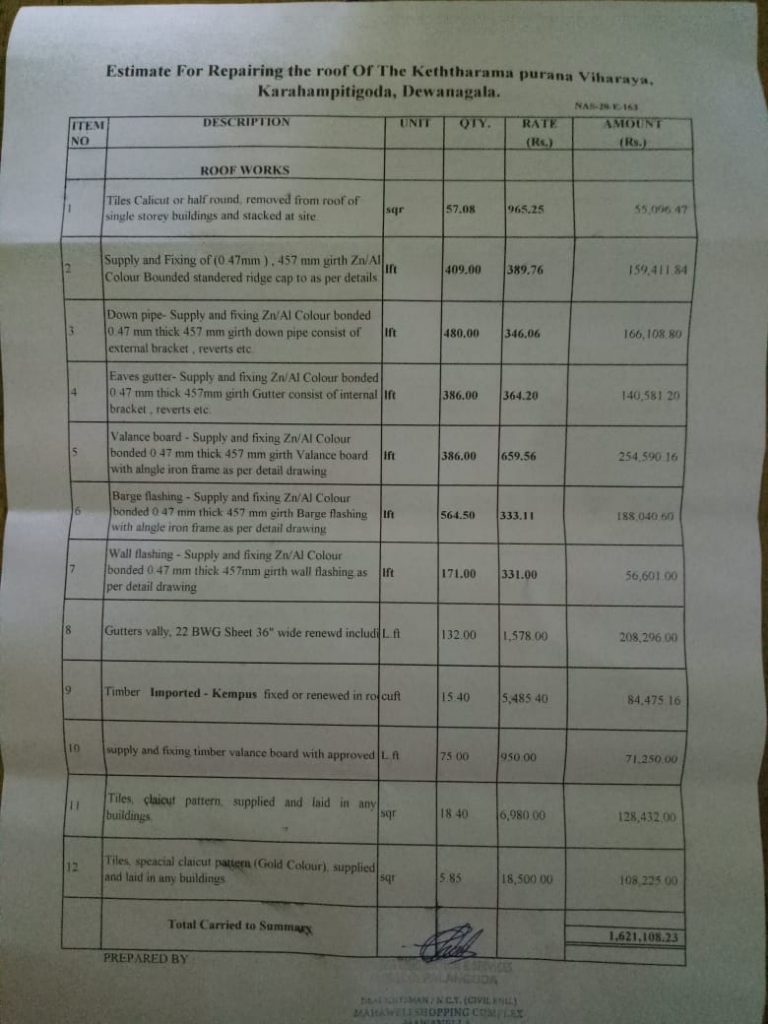 Estimate For Repairing the roof Of The Keththarama purana Viharaya,
Karahampitigoda, Dewanagala.
NAS-29-E-163
ITEM NO DESCRIPTION UNIT QTY. RATE (Rs.) AMOUNT (Rs.)
ROOF WORKS
1 Tiles Calicut or half round, removed from roof of
single storey buildings and stacked at site. sqr 57.08 965.25 55,096.47
2 Supply and Fixing of (0.47mm ) , 457 mm girth Zn/Al
Colour Bounded standered ridge cap to as per details lft 409.00 389.76 159,411.84
3 Down pipe- Supply and fixing Zn/Al Colour bonded
0.47 mm thick 457 mm girth down pipe consist of
external bracket , reverts etc. lft 480.00 346.06 166,108.80
4 Eaves gutter- Supply and fixing Zn/Al Colour bonded
0.47 mm thick 457mm girth Gutter consist of internal
bracket , reverts etc. lft 386.00 364.20 140,581.20
5 Valance board - Supply and fixing Zn/Al Colour
bonded 0.47 mm thick 457 mm girth Valance board
with alngle iron frame as per detail drawing lft 386.00 659.56 254,590.16
6 Barge flashing - Supply and fixing Zn/Al Colour
bonded 0.47 mm thick 457 mm girth Barge flashing
with alngle iron frame as per detail drawing lft 564.50 333.11 188,040.60
7 Wall flashing - Supply and fixing Zn/Al Colour
bonded 0.47 mm thick 457mm girth wall flashing as
per detail drawing lft 171.00 331.00 56,601.00
8 Gutters vally, 22 BWG Sheet 36" wide renewd includi L. ft 132.00 1,578.00 208,296.00
9 Timber Imported - Kempus fixed or renewed in ro cuft 15.40 5,485.40 84,475.16
10 supply and fixing timber valance board with approved L. ft 75.00 950.00 71,250.00
11 Tiles, claicut pattern, supplied and laid in any
buildings. sqr 18.40 6,980.00 128,432.00
12 Tiles, speacial claicut pattern (Gold Colour), supplied
and laid in any buildings. sqr 5.85 18,500.00 108,225.00
Total Carried to Summary 1,621,108.23
PREPARED BY
DRAUGHTSMAN / N.C.T. (CIVIL ENG.)
MAHAWELI SHOPPING COMPLEX
MAWANELLA